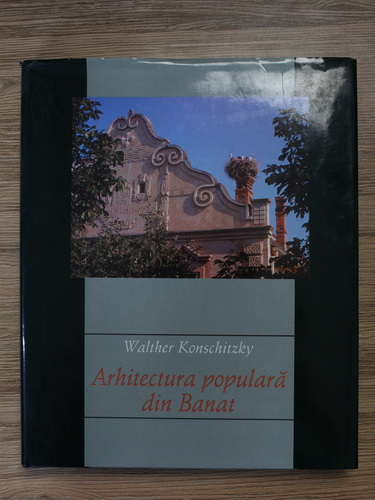 Walther Konschitzky
Arhitectura populară
din Banat